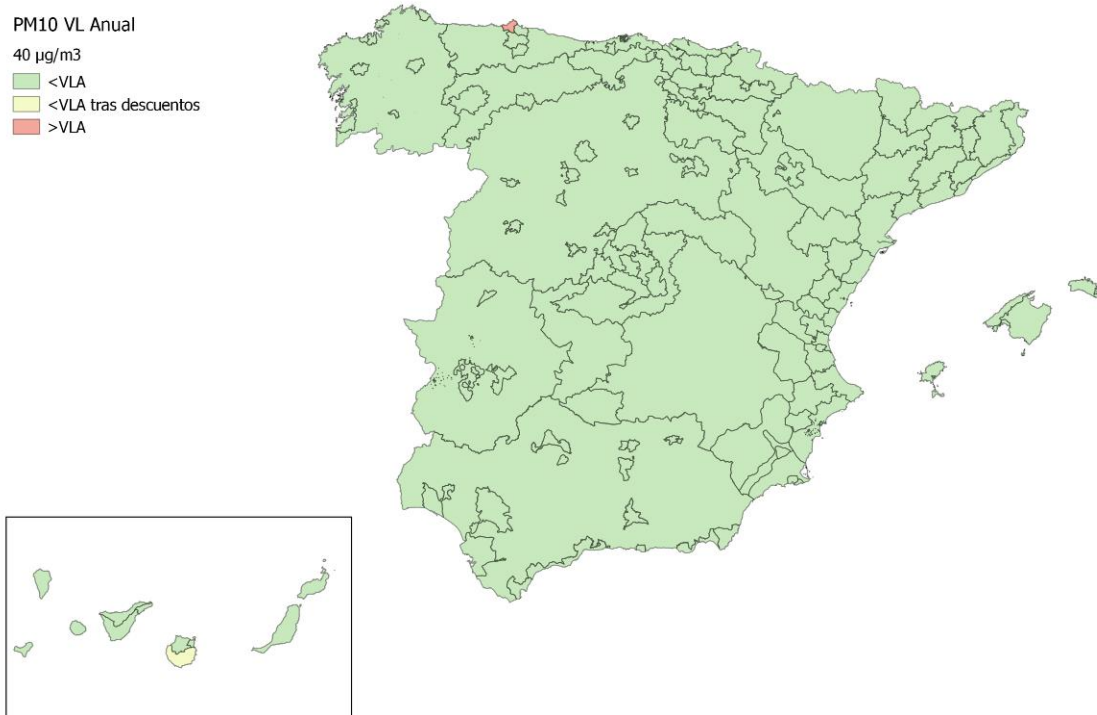 PM10 VL Anual
40 µg/m3
<VLA
<VLA tras descuentos
>VLA